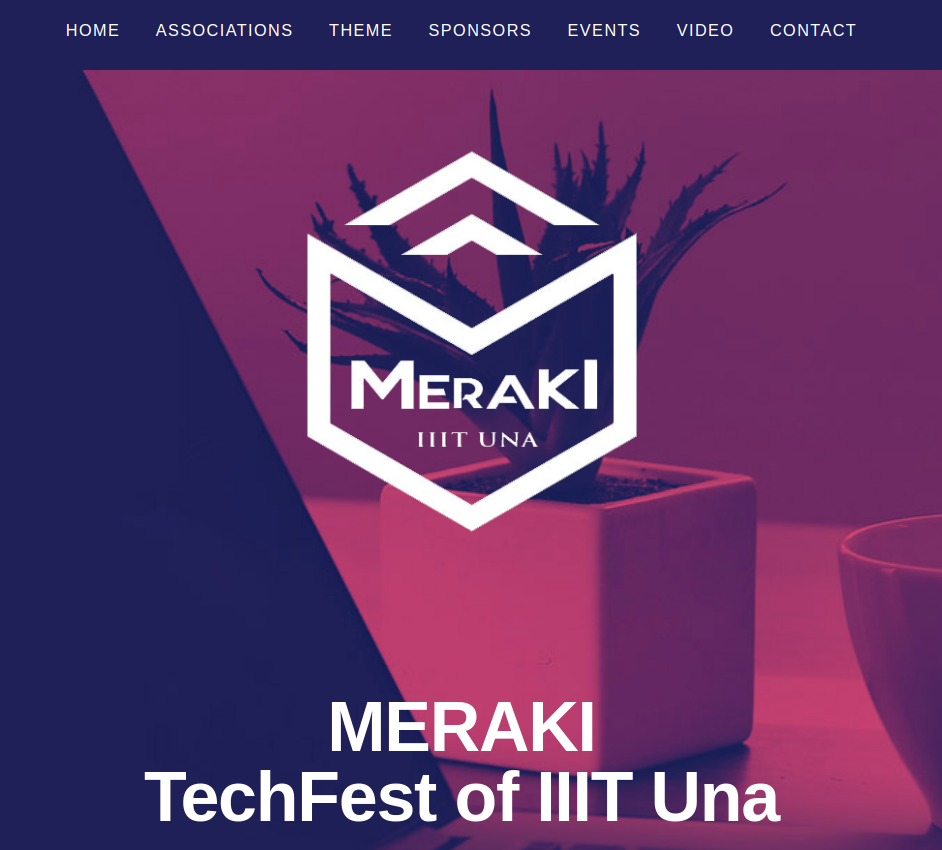 HOME ASSOCIATIONS THEME SPONSORS EVENTS VIDEO CONTACT
MERAKI
IIIT UNA
MERAKI
TechFest of IIIT Una